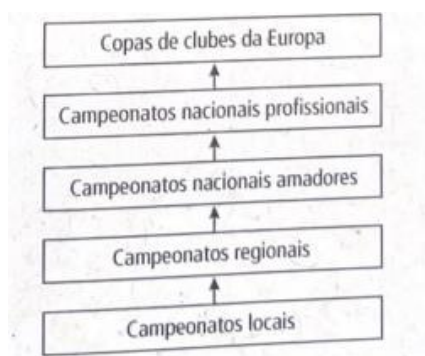 Copas de clubes da Europa
Campeonatos nacionais profissionais
Campeonatos nacionais amadores
Campeonatos regionais
Campeonatos locais